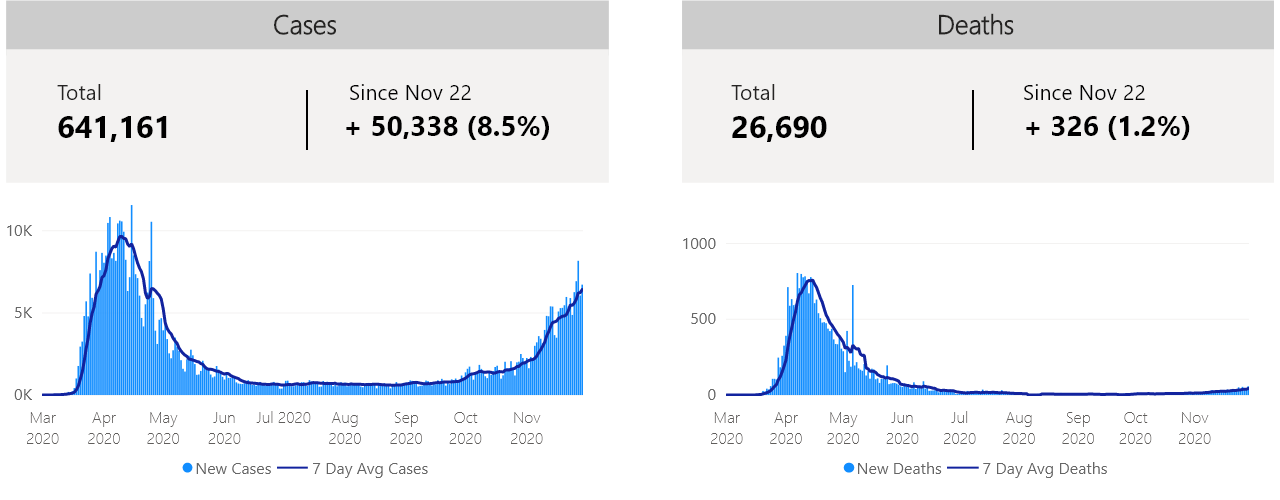 Cases
Total
641,161
Since Nov 22
+ 50,338 (8.5%)
10K
5K
0K
Mar 2020
Apr 2020
May 2020
Jun 2020
Jul 2020
Aug 2020
Sep 2020
Oct 2020
Nov 2020
New Cases
7 Day Avg Cases
Deaths
Total
26,690
Since Nov 22
+ 326 (1.2%)
1000
500
0
Mar 2020
Apr 2020
May 2020
Jun 2020
Jul 2020
Aug 2020
Sep 2020
Oct 2020
Nov 2020
New Deaths
7 Day Avg Deaths